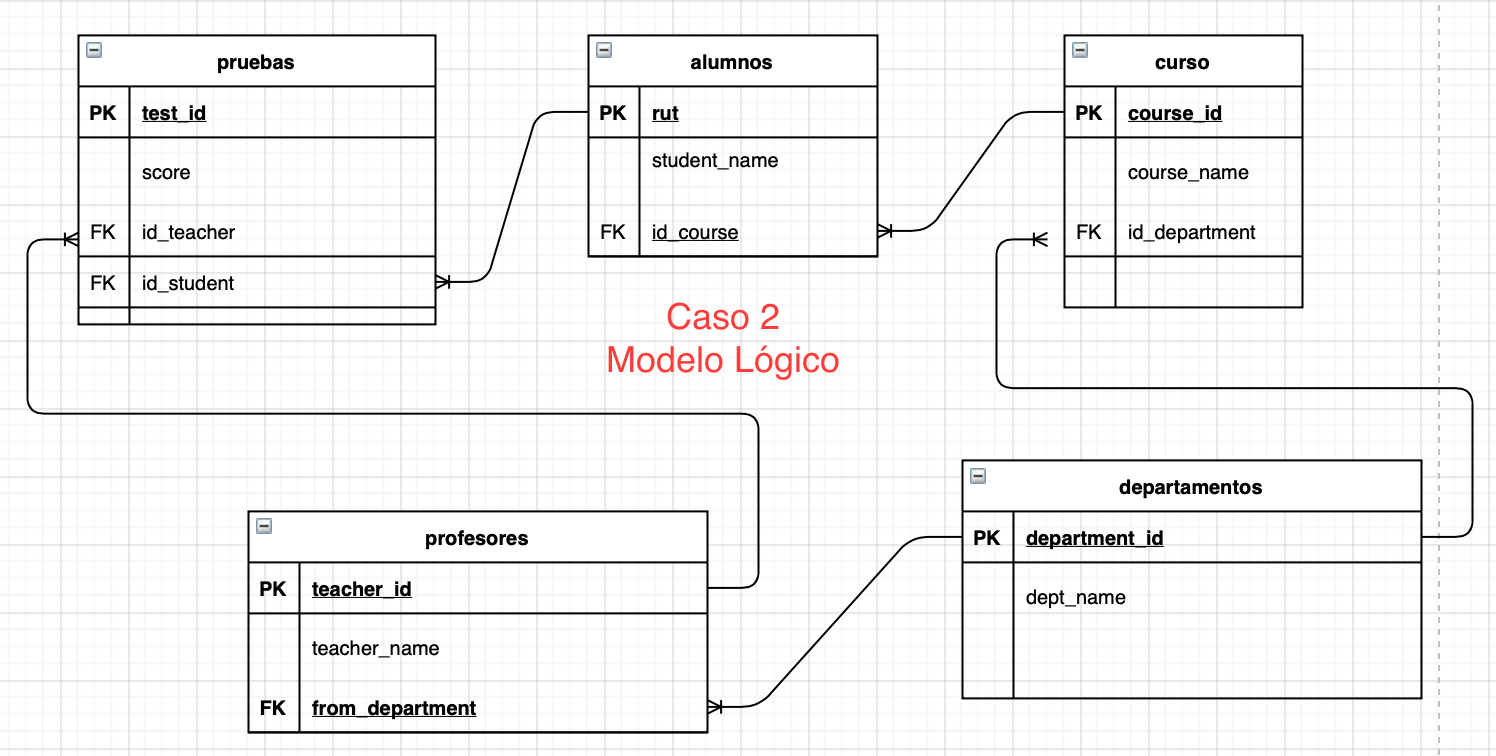 pruebas
PK test_id
score
FK id_teacher
FK id_student
alumnos
PK rut
student_name
FK id_course
curso
PK course_id
course_name
FK id_department
Caso 2
Modelo Lógico
profesores
PK teacher_id
teacher_name
FK from_department
departamentos
PK department_id
dept_name